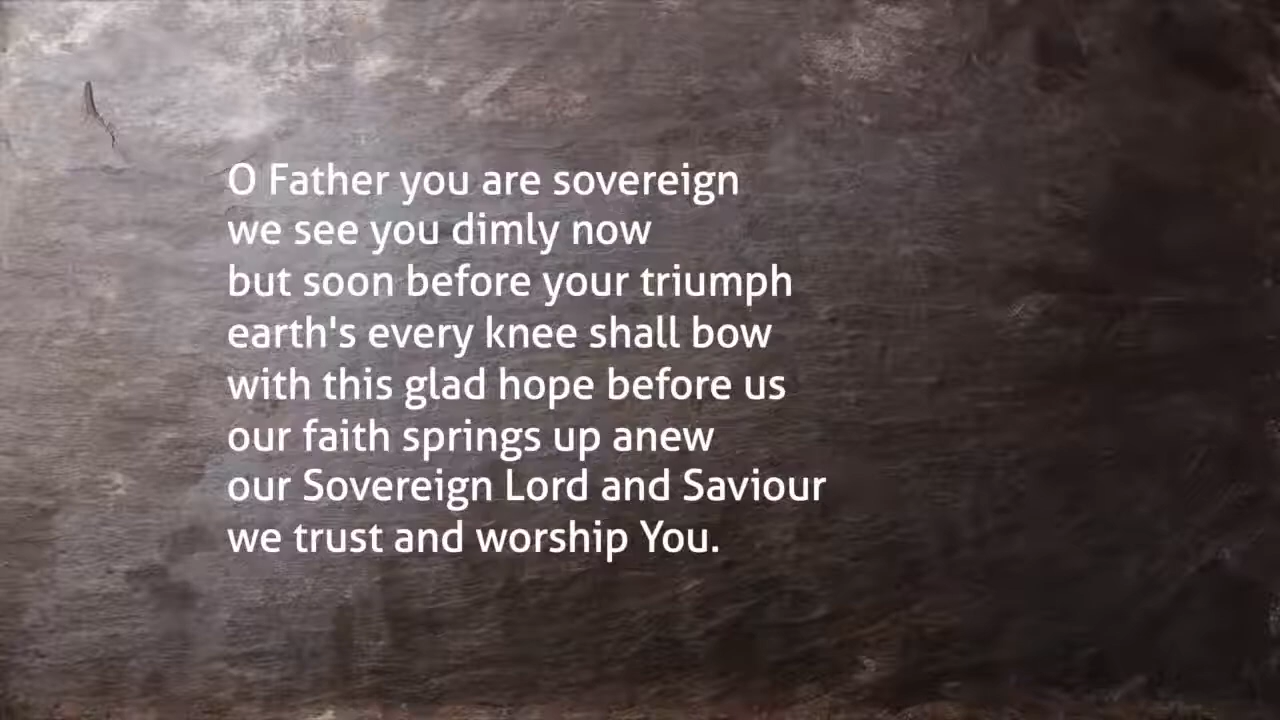 O Father you are sovereign
we see you dimly now
but soon before your triumph
earth's every knee shall bow
with this glad hope before us
our faith springs up anew
our Sovereign Lord and Saviour
we trust and worship You.